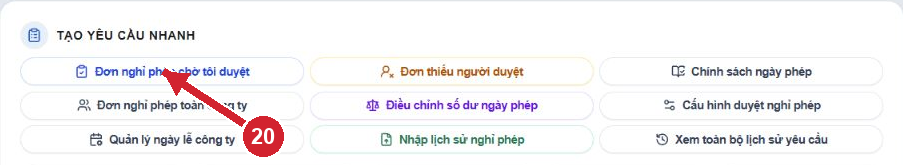 TẠO YÊU CẦU NHANH
Đơn nghỉ phép chờ tôi duyệt
Đơn thiếu người duyệt
Chính sách ngày phép
Đơn nghỉ phép toàn công ty
Điều chỉnh số dư ngày phép
Cấu hình duyệt nghỉ phép
Quản lý ngày lễ công ty
20
Nhập lịch sử nghỉ phép
Xem toàn bộ lịch sử yêu cầu